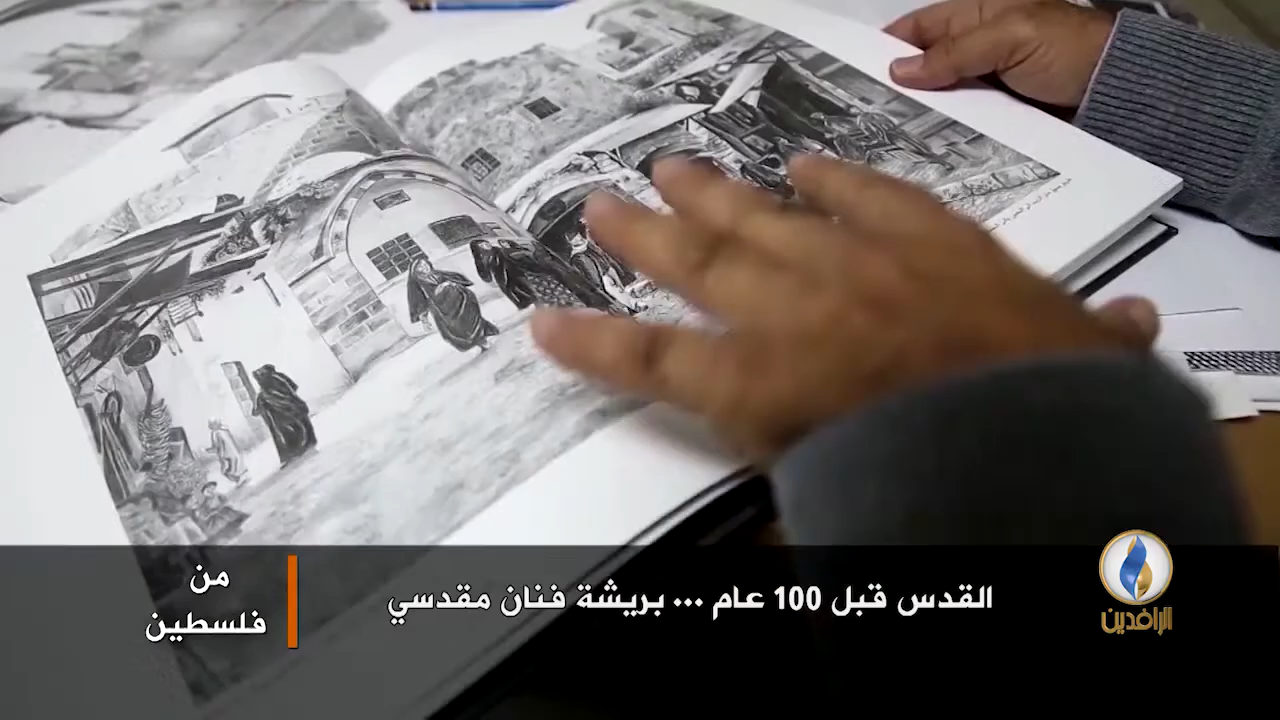 القدس قبل 100 عام ... بريشة فنان مقدسي
من
فلسطين
الرافدين